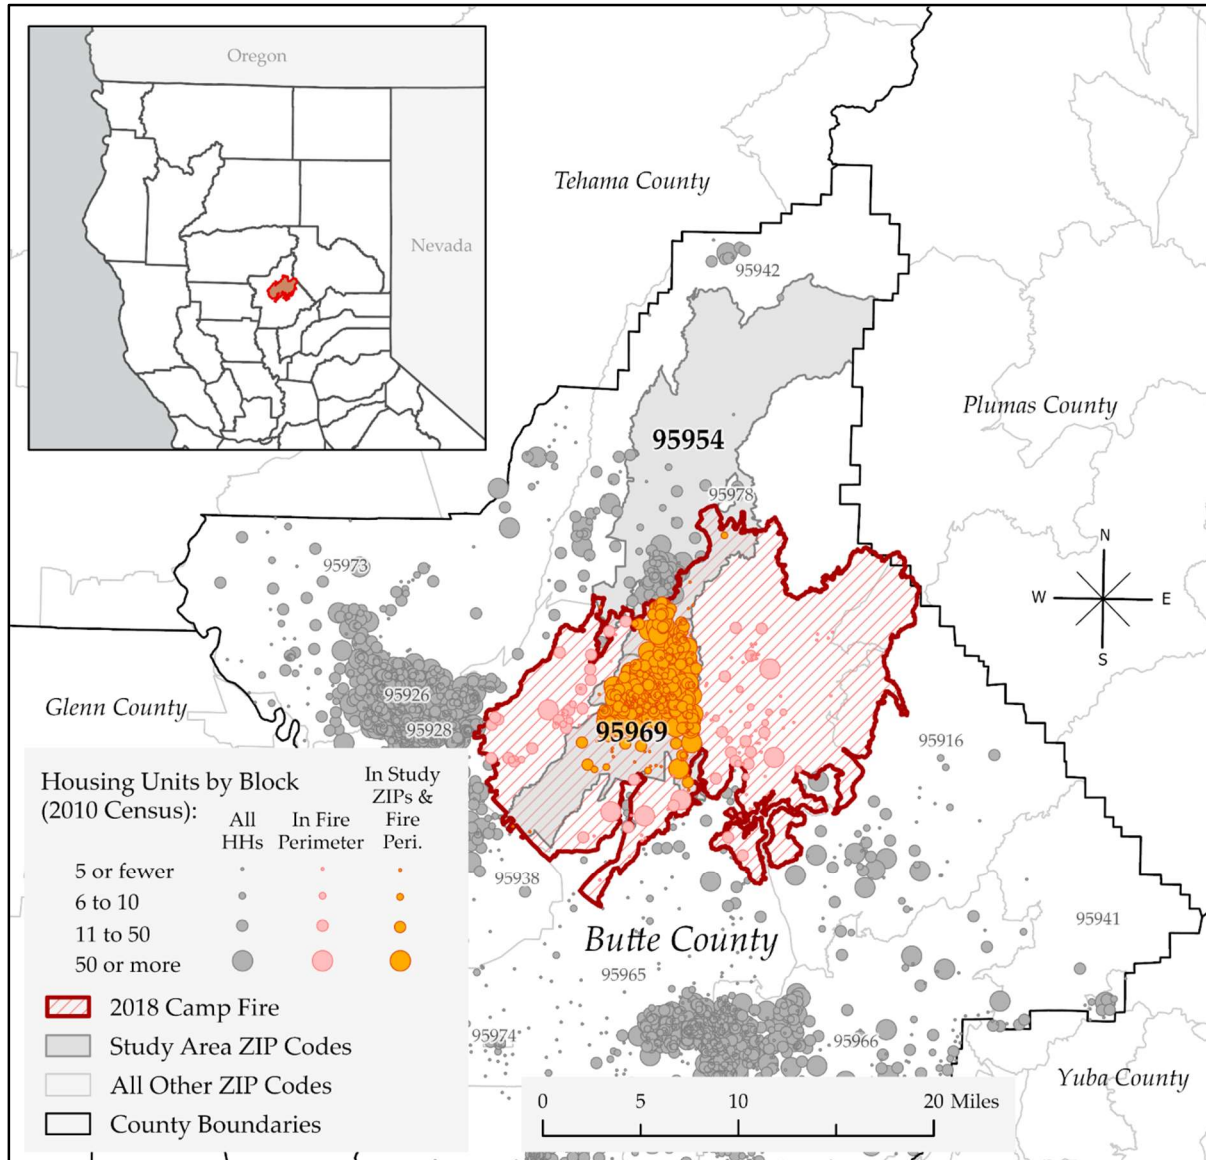 Oregon
Nevada
Tehama County
95942
Plumas County
95954
95978
95973
N
W
E
S
95926
95928
95969
Glenn County
95916
Housing Units by Block
(2010 Census):
All
HHs
In Fire
Perimeter
In Study
ZIPs &
Fire
Peri.
5 or fewer
6 to 10
11 to 50
50 or more
2018 Camp Fire
Study Area ZIP Codes
All Other ZIP Codes
County Boundaries
95938
95941
Butte County
95965
95974
95966
Yuba County
0 5 10 20 Miles